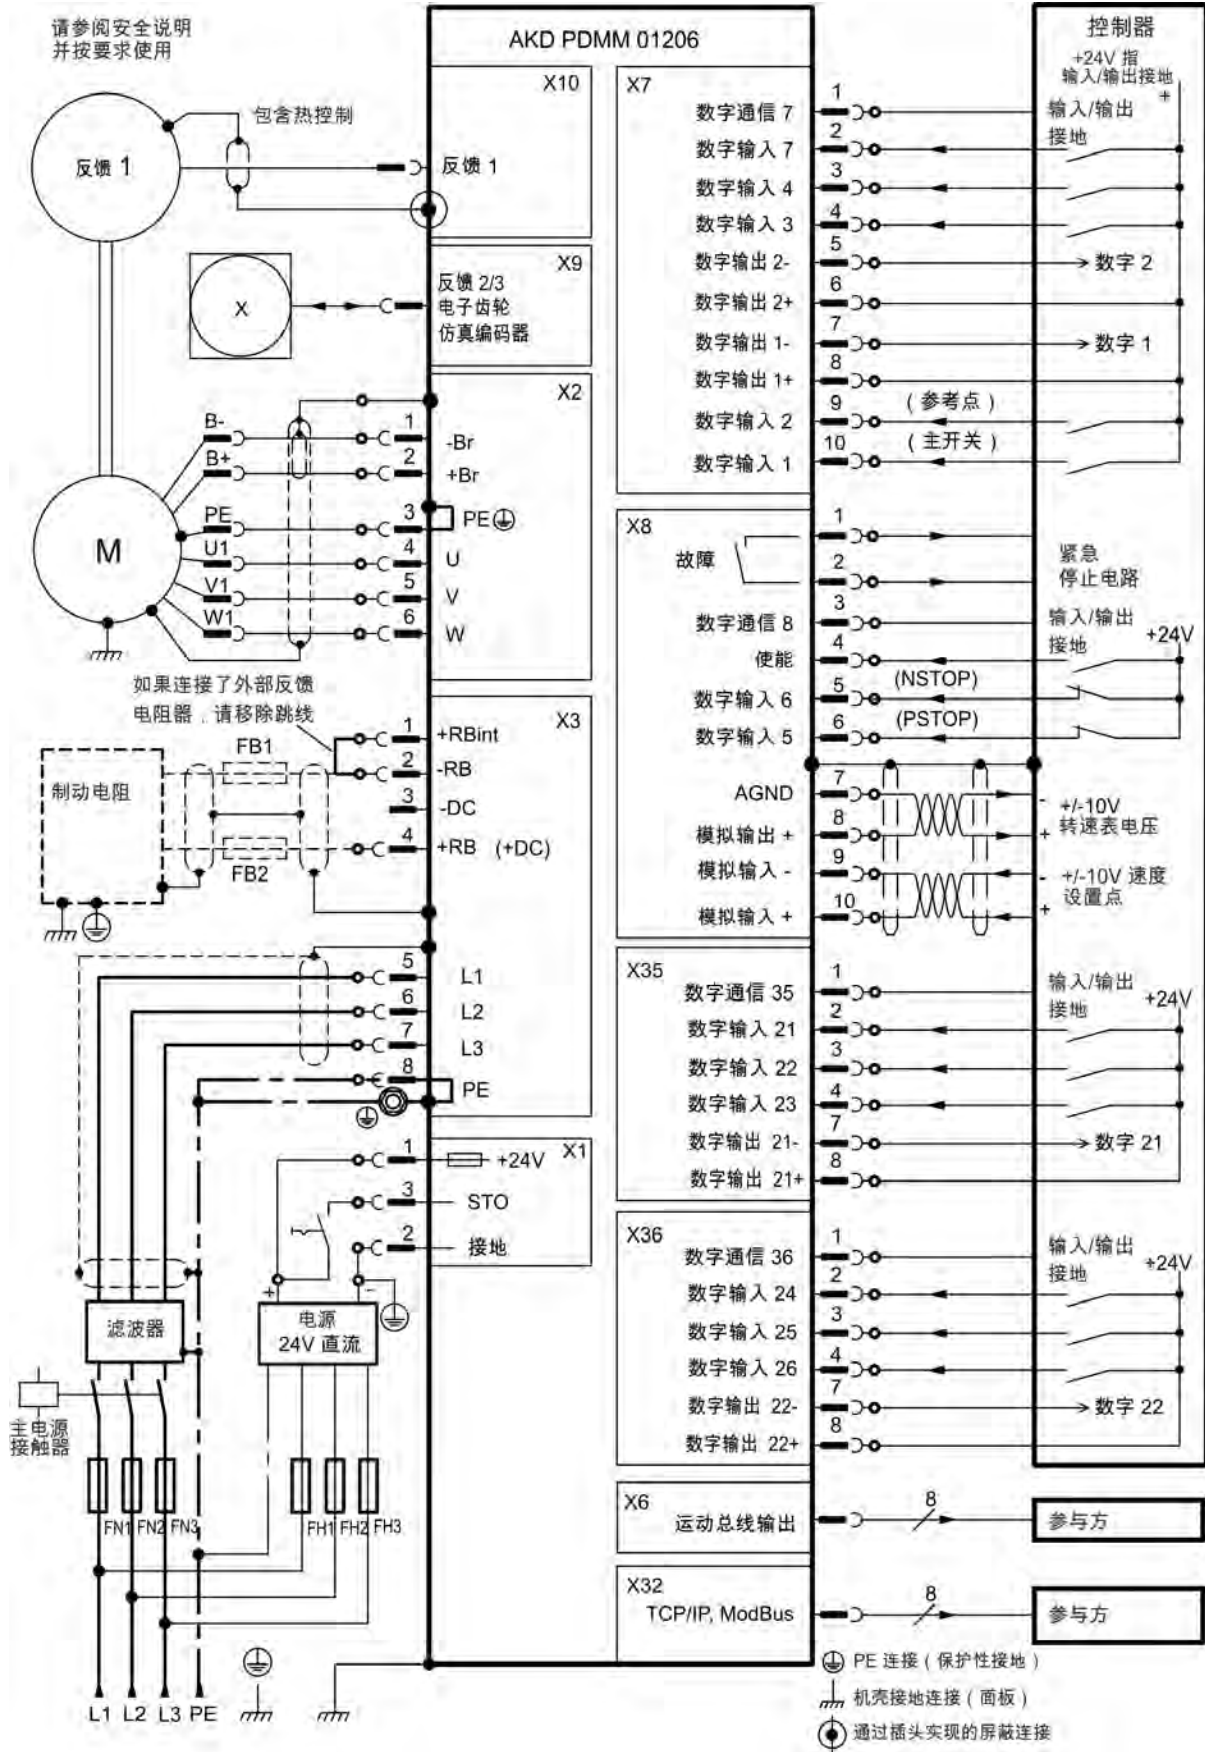 请参阅安全说明
并按要求使用
AKD PDMM 01206
控制器
+24V 指
输入/输出接地
+
反馈 1
包含热控制
X10
反馈 1
X
X9
反馈 2/3
电子齿轮
仿真编码器
X2
B-
1
-Br
B+
2
+Br
PE
3
PE
M
U1
4
U
V1
5
V
W1
6
W
如果连接了外部反馈
电阻器，请移除跳线
X3
FB1
1
+RBint
2
-RB
制动电阻
3
-DC
4
+RB (+DC)
FB2
5
L1
6
L2
7
L3
8
PE
X1
1
+24V
3
STO
2
接地
+
-
滤波器
电源
24V 直流
主电源
接触器
FN1 FN2 FN3
FH1 FH2 FH3
L1 L2 L3 PE
X7
数字通信 7
1
输入/输出
接地
数字输入 7
2
数字输入 4
3
数字输入 3
4
数字输出 2-
5
数字 2
数字输出 2+
6
数字输出 1-
7
数字 1
数字输出 1+
8
数字输入 2
9
(参考点)
数字输入 1
10
(主开关)
X8
故障
1
2
紧急
停止电路
数字通信 8
3
输入/输出
接地
+24V
使能
4
数字输入 6
5
(NSTOP)
数字输入 5
6
(PSTOP)
AGND
7
-
+/-10V
转速表电压
模拟输出 +
8
+
模拟输入 -
9
-
+/-10V 速度
设置点
模拟输入 +
10
+
X35
数字通信 35
1
输入/输出
接地
+24V
数字输入 21
2
数字输入 22
3
数字输入 23
4
数字输出 21-
7
数字 21
数字输出 21+
8
X36
数字通信 36
1
输入/输出
接地
+24V
数字输入 24
2
数字输入 25
3
数字输入 26
4
数字输出 22-
7
数字 22
数字输出 22+
8
X6
运动总线输出
8
参与方
X32
TCP/IP, ModBus
8
参与方
PE 连接（保护性接地）
机壳接地连接（面板）
通过插头实现的屏蔽连接